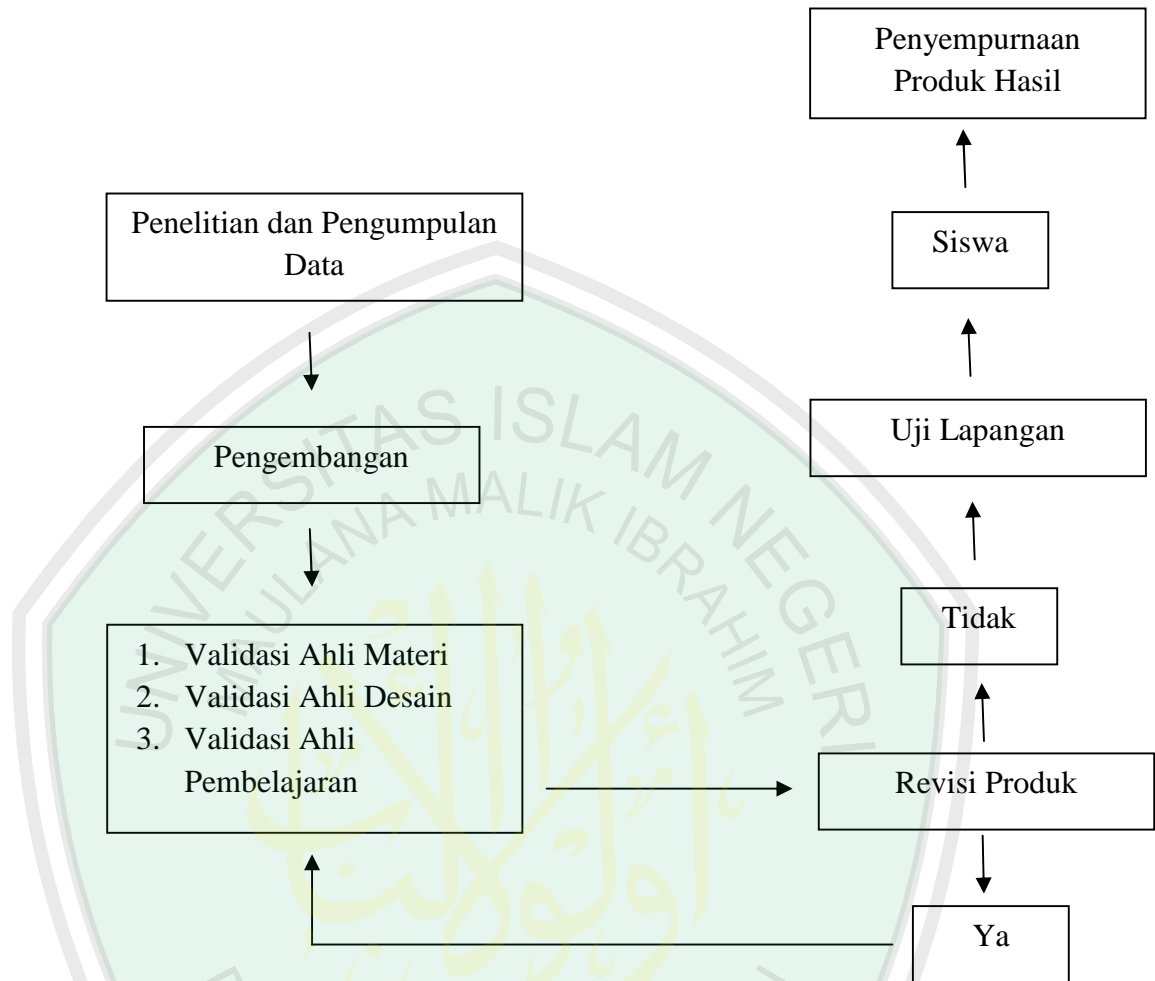 Penyempurnaan
Produk Hasil
Penelitian dan Pengumpulan
Data
Siswa
Pengembangan
Uji Lapangan
Tidak
1. Validasi Ahli Materi
2. Validasi Ahli Desain
3. Validasi Ahli
Pembelajaran
Revisi Produk
Ya
UNIVERSITAS ISLAM NEGERI
MAULANA MALIK IBRAHIM